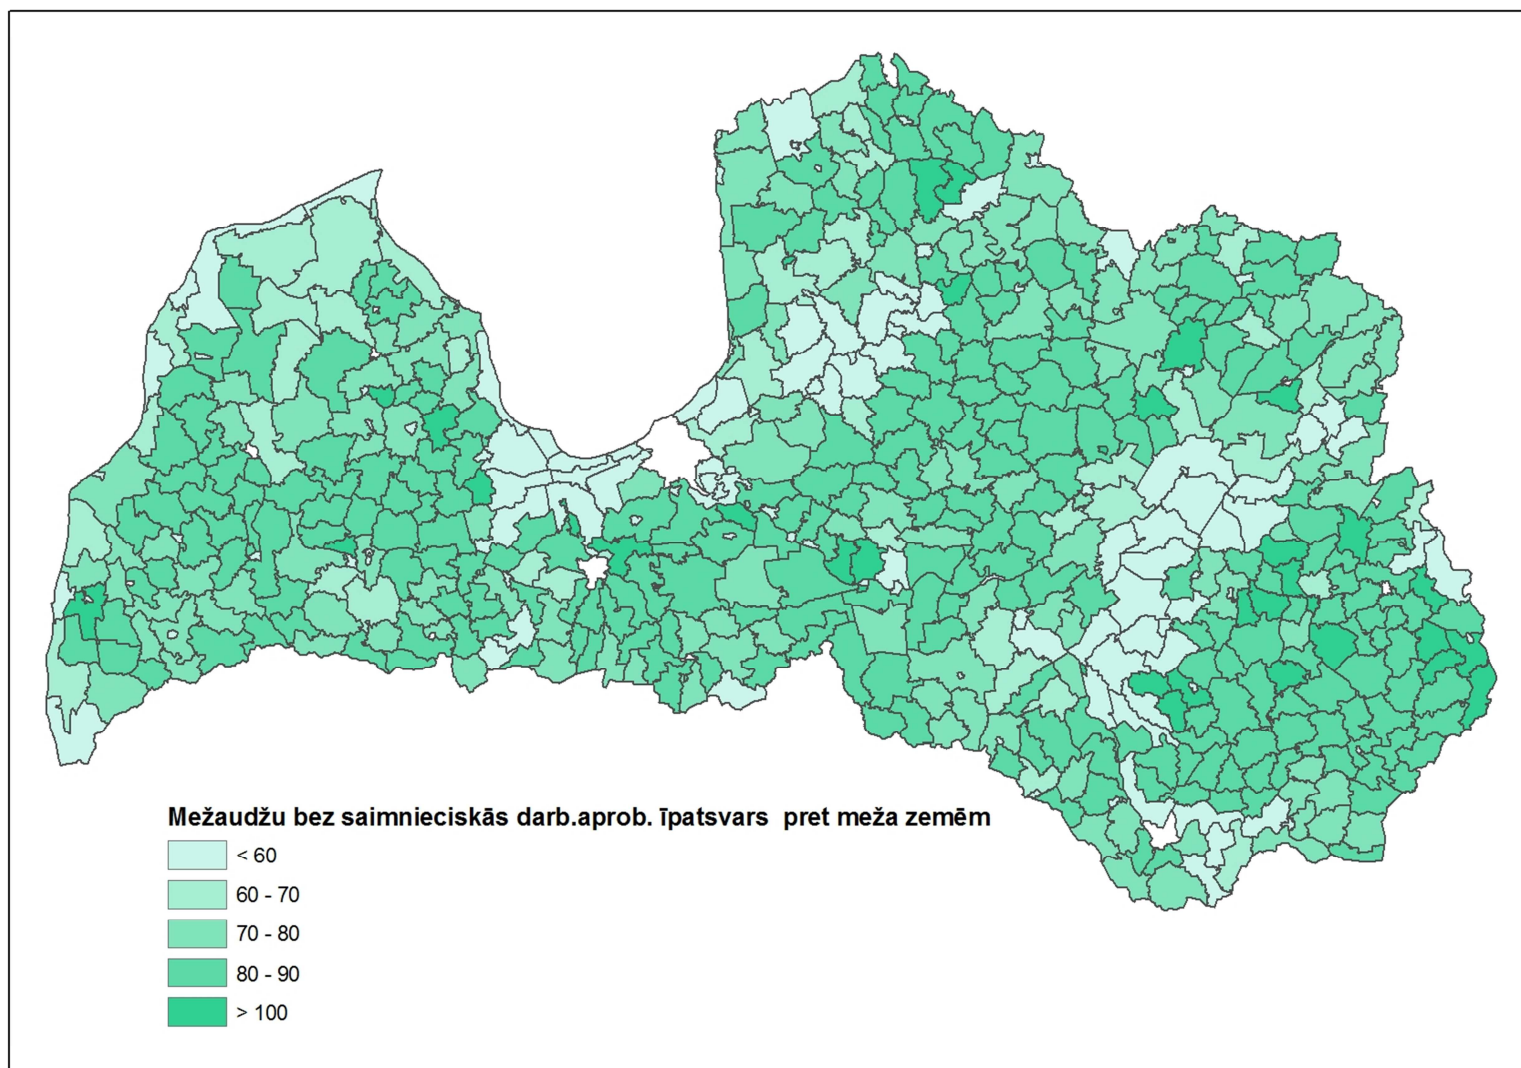 Mežaudžu bez saimnieciskās darb.aprob. īpatsvars pret meža zemēm
< 60
60 - 70
70 - 80
80 - 90
> 100